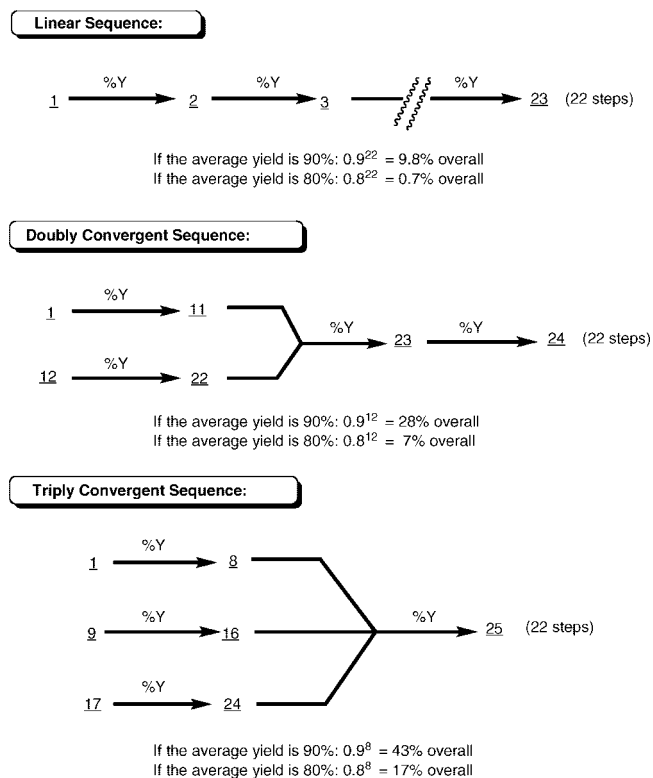 Linear Sequence:
%Y %Y %Y
1 2 3 23 (22 steps)
If the average yield is 90%: 0.9²² = 9.8% overall
If the average yield is 80%: 0.8²² = 0.7% overall
Doubly Convergent Sequence:
%Y
1 11
%Y %Y
23 24 (22 steps)
%Y
12 22
If the average yield is 90%: 0.9¹² = 28% overall
If the average yield is 80%: 0.8¹² = 7% overall
Triply Convergent Sequence:
%Y
1 8
%Y %Y
9 16 25 (22 steps)
%Y
17 24
If the average yield is 90%: 0.9⁸ = 43% overall
If the average yield is 80%: 0.8⁸ = 17% overall